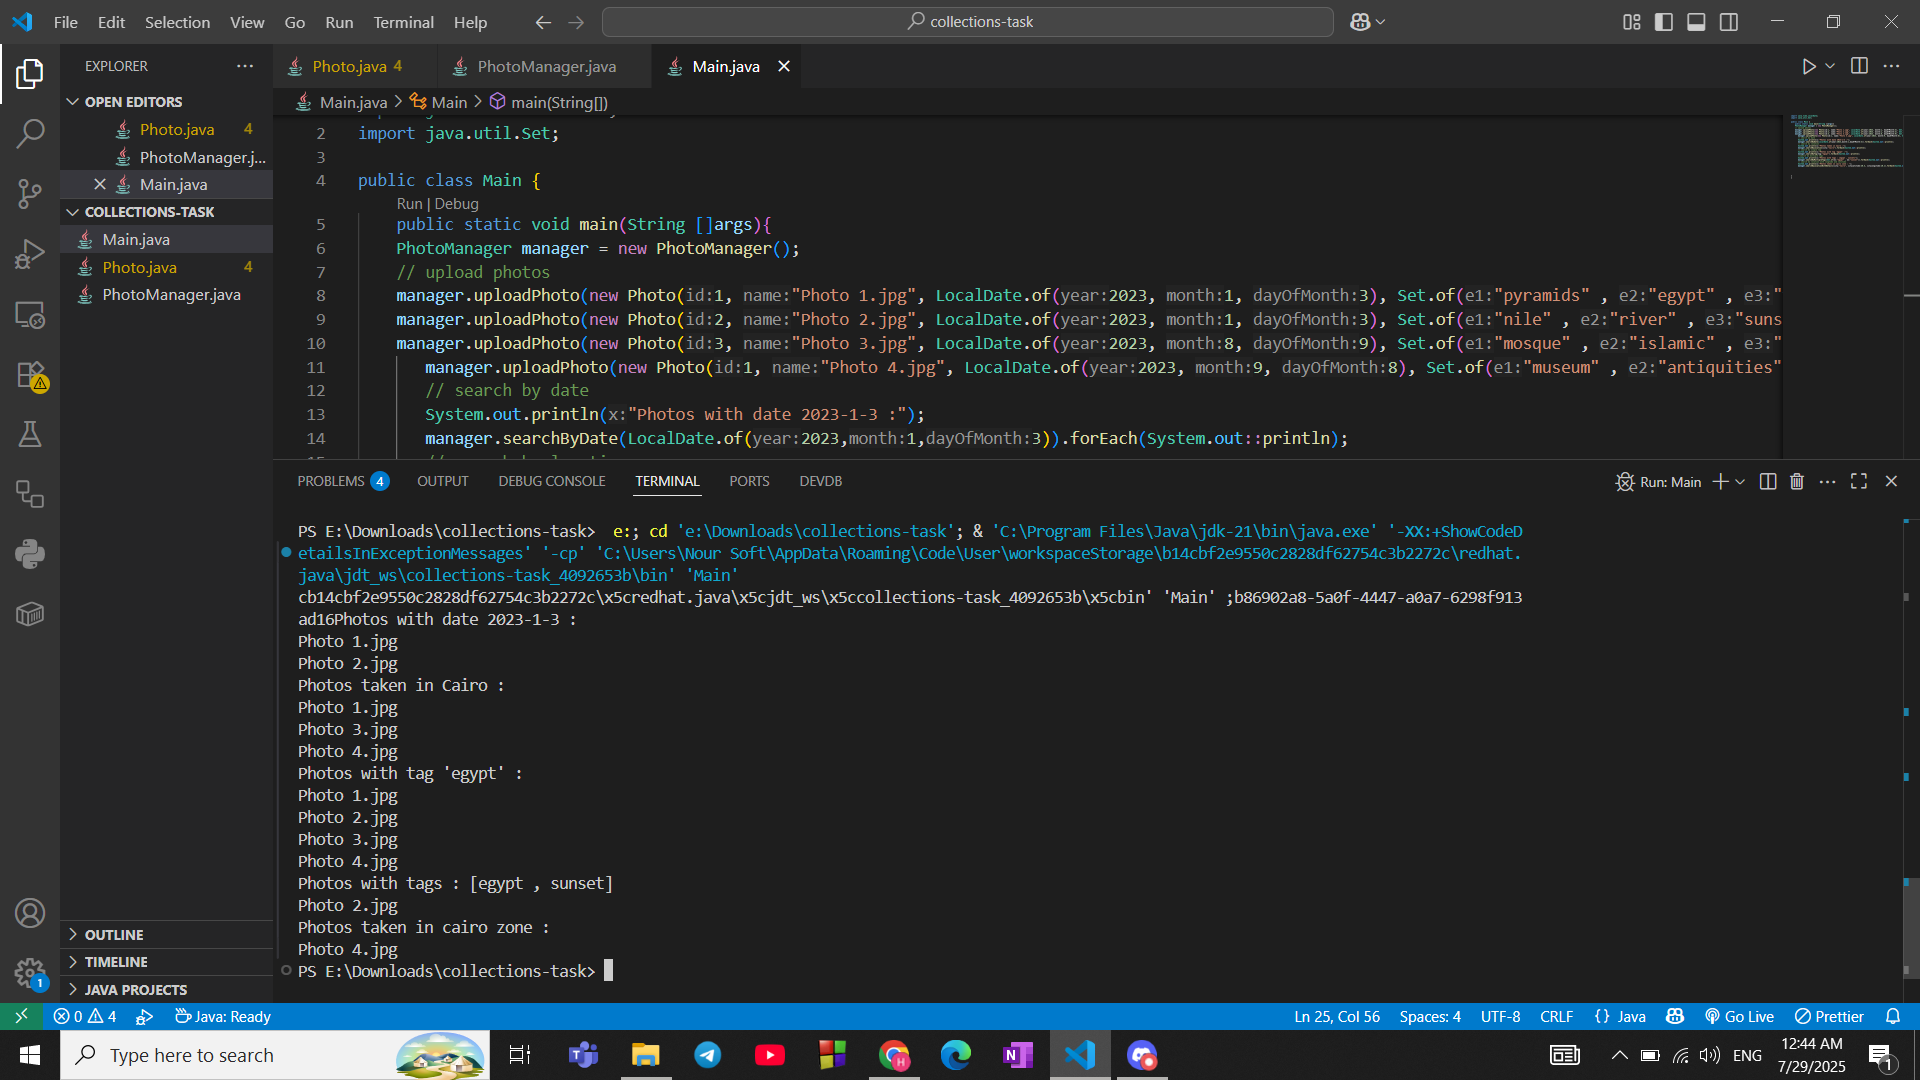 File Edit Selection View Go Run Terminal Help
collections-task
EXPLORER
OPEN EDITORS
Photo.java 4
PhotoManager.j...
Main.java
COLLECTIONS-TASK
Main.java
Photo.java 4
PhotoManager.java
OUTLINE
TIMELINE
JAVA PROJECTS
Photo.java 4 PhotoManager.java Main.java
Main.java > Main > main(String[])
2 import java.util.Set;
3
4 public class Main {
Run | Debug
5 public static void main(String []args){
6 PhotoManager manager = new PhotoManager();
7 // upload photos
8 manager.uploadPhoto(new Photo(id:1, name:"Photo 1.jpg", LocalDate.of(year:2023, month:1, dayOfMonth:3), Set.of(e1:"pyramids" , e2:"egypt" , e3:"
9 manager.uploadPhoto(new Photo(id:2, name:"Photo 2.jpg", LocalDate.of(year:2023, month:1, dayOfMonth:3), Set.of(e1:"nile" , e2:"river" , e3:"suns
10 manager.uploadPhoto(new Photo(id:3, name:"Photo 3.jpg", LocalDate.of(year:2023, month:8, dayOfMonth:9), Set.of(e1:"mosque" , e2:"islamic" , e3:"
11 manager.uploadPhoto(new Photo(id:1, name:"Photo 4.jpg", LocalDate.of(year:2023, month:9, dayOfMonth:8), Set.of(e1:"museum" , e2:"antiquities"
12 // search by date
13 System.out.println(x:"Photos with date 2023-1-3 :");
14 manager.searchByDate(LocalDate.of(year:2023,month:1,dayOfMonth:3)).forEach(System.out::println);
PROBLEMS 4 OUTPUT DEBUG CONSOLE TERMINAL PORTS DEVDB
Run: Main
PS E:\Downloads\collections-task> e:; cd 'e:\Downloads\collections-task'; & 'C:\Program Files\Java\jdk-21\bin\java.exe' '-XX:+ShowCodeD
etailsInExceptionMessages' '-cp' 'C:\Users\Nour Soft\AppData\Roaming\Code\User\workspaceStorage\b14cbf2e9550c2828df62754c3b2272c\redhat.
java\jdt_ws\collections-task_4092653b\bin' 'Main'
cb14cbf2e9550c2828df62754c3b2272c\x5credhat.java\x5cjdt_ws\x5ccollections-task_4092653b\x5cbin' 'Main' ;b86902a8-5a0f-4447-a0a7-6298f913
ad16Photos with date 2023-1-3 :
Photo 1.jpg
Photo 2.jpg
Photos taken in Cairo :
Photo 1.jpg
Photo 3.jpg
Photo 4.jpg
Photos with tag 'egypt' :
Photo 1.jpg
Photo 2.jpg
Photo 3.jpg
Photo 4.jpg
Photos with tags : [egypt , sunset]
Photo 2.jpg
Photos taken in cairo zone :
Photo 4.jpg
PS E:\Downloads\collections-task>
0 4 Java: Ready
Ln 25, Col 56 Spaces: 4 UTF-8 CRLF {} Java Go Live Prettier
Type here to search
ENG
12:44 AM
7/29/2025
1